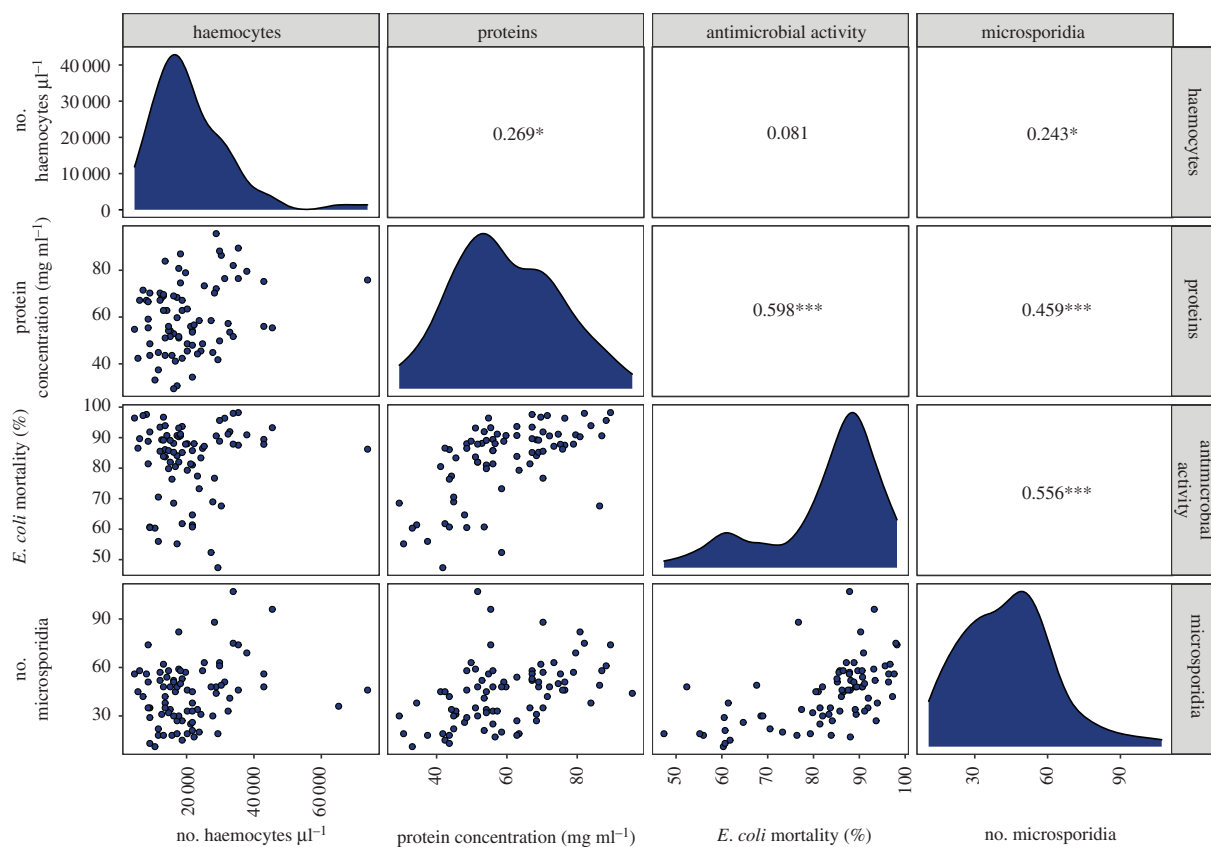 haemocytes
proteins
antimicrobial activity
microsporidia
no.
haemocytes µl⁻¹
40 000
30 000
20 000
10 000
0
0.269*
0.081
0.243*
haemocytes
protein
concentration (mg ml⁻¹)
80
60
40
0.598***
0.459***
proteins
E. coli mortality (%)
100
90
80
70
60
50
0.556***
antimicrobial
activity
no.
microsporidia
90
60
30
microsporidia
20 000
40 000
60 000
40
60
80
50
60
70
80
90
100
30
60
90
no. haemocytes µl⁻¹
protein concentration (mg ml⁻¹)
E. coli mortality (%)
no. microsporidia